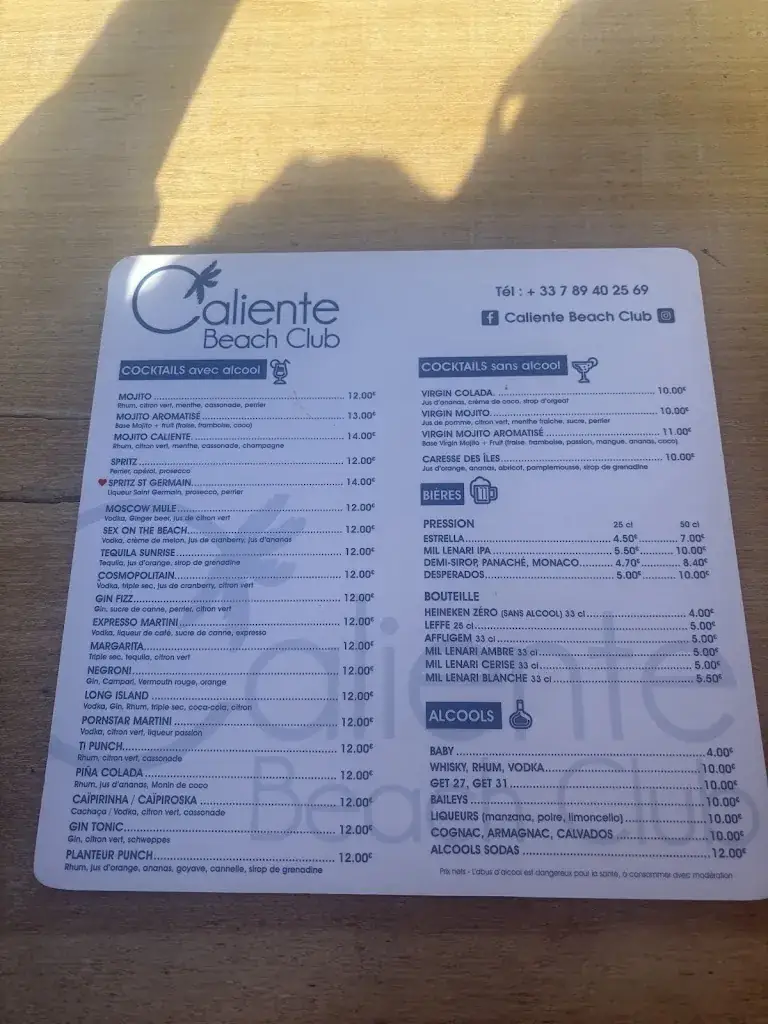 Caliente
Beach Club
Tél : + 33 7 89 40 25 69
Caliente Beach Club
COCKTAILS avec alcool
MOJITO 12.00€
Rhum, citron vert, menthe, cassonade, perrier
MOJITO AROMATISÉ 13.00€
Base Mojito + fruit (fraise, framboise, coco)
MOJITO CALIENTE 14.00€
Rhum, citron vert, menthe, cassonade, champagne
SPRITZ 12.00€
Perrier, apérol, prosecco
SPRITZ ST GERMAIN 14.00€
Liqueur Saint Germain, prosecco, perrier
MOSCOW MULE 12.00€
Vodka, Ginger beer, jus de citron vert
SEX ON THE BEACH 12.00€
Vodka, crème de melon, jus de cranberry, jus d'ananas
TEQUILA SUNRISE 12.00€
Tequila, jus d'orange, sirop de grenadine
COSMOPOLITAIN 12.00€
Vodka, triple sec, jus de cranberry, citron vert
GIN FIZZ 12.00€
Gin, sucre de canne, perrier, citron vert
EXPRESSO MARTINI 12.00€
Vodka, liqueur de café, sucre de canne, expresso
MARGARITA 12.00€
Triple sec, tequila, citron vert
NEGRONI 12.00€
Gin, Campari, Vermouth rouge, orange
LONG ISLAND 12.00€
Vodka, Gin, Rhum, triple sec, coca-cola, citron
PORNSTAR MARTINI 12.00€
Vodka, citron vert, liqueur passion
TI PUNCH 12.00€
Rhum, citron vert, cassonade
PIÑA COLADA 12.00€
Rhum, jus d'ananas, Monin de coco
CAÏPIRINHA / CAÏPIROSKA 12.00€
Cachaça / Vodka, citron vert, cassonade
GIN TONIC 12.00€
Gin, citron vert, schweppes
PLANTEUR PUNCH 12.00€
Rhum, jus d'orange, ananas, goyave, cannelle, sirop de grenadine
COCKTAILS sans alcool
VIRGIN COLADA 10.00€
Jus d'ananas, crème de coco, sirop d'orgeat
VIRGIN MOJITO 10.00€
Jus de pomme, citron vert, menthe fraîche, sucre, perrier
VIRGIN MOJITO AROMATISÉ 11.00€
Base Virgin Mojito + Fruit (fraise, framboise, passion, mangue, ananas, coco)
CARESSE DES ÎLES 10.00€
Jus d'orange, ananas, abricot, pamplemousse, sirop de grenadine
BIÈRES
PRESSION 25 cl 50 cl
ESTRELLA 4.50€ 7.00€
MIL LENARI IPA 5.50€ 10.00€
DEMI-SIROP, PANACHÉ, MONACO 4.70€ 8.40€
DESPERADOS 5.00€ 10.00€
BOUTEILLE
HEINEKEN ZÉRO (SANS ALCOOL) 33 cl 4.00€
LEFFE 25 cl 5.00€
AFFLIGEM 33 cl 5.00€
MIL LENARI AMBRE 33 cl 5.00€
MIL LENARI CERISE 33 cl 5.00€
MIL LENARI BLANCHE 33 cl 5.50€
ALCOOLS
BABY 4.00€
WHISKY, RHUM, VODKA 10.00€
GET 27, GET 31 10.00€
BAILEYS 10.00€
LIQUEURS (manzana, poire, limoncello) 10.00€
COGNAC, ARMAGNAC, CALVADOS 10.00€
ALCOOLS SODAS 12.00€
Prix nets - L'abus d'alcool est dangereux pour la santé, à consommer avec modération
Caliente
Beach Club